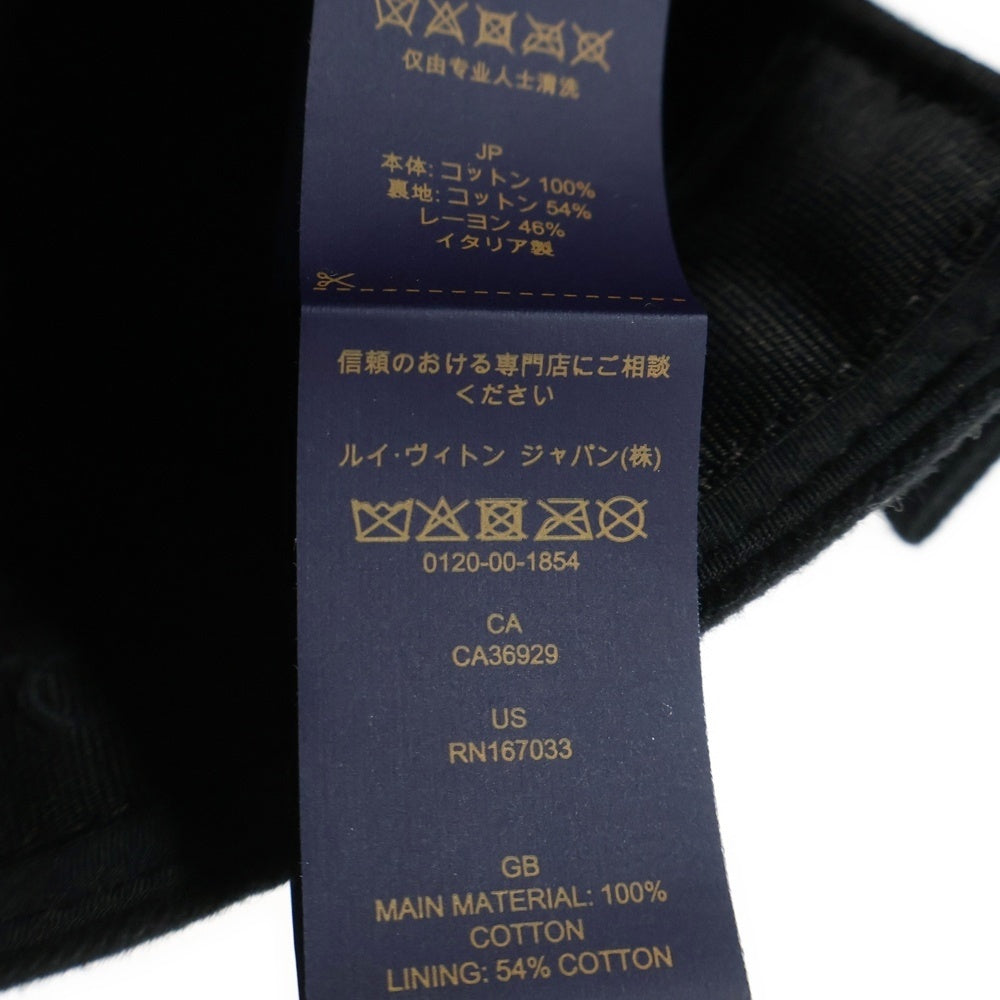 仅由专业人士清洗
JP
本体: コットン 100%
裏地: コットン 54%
レーヨン 46%
イタリア製
信頼のおける専門店にご相談
ください
ルイ·ヴィトン ジャパン(株)
0120-00-1854
CA
CA36929
US
RN167033
GB
MAIN MATERIAL: 100%
COTTON
LINING: 54% COTTON